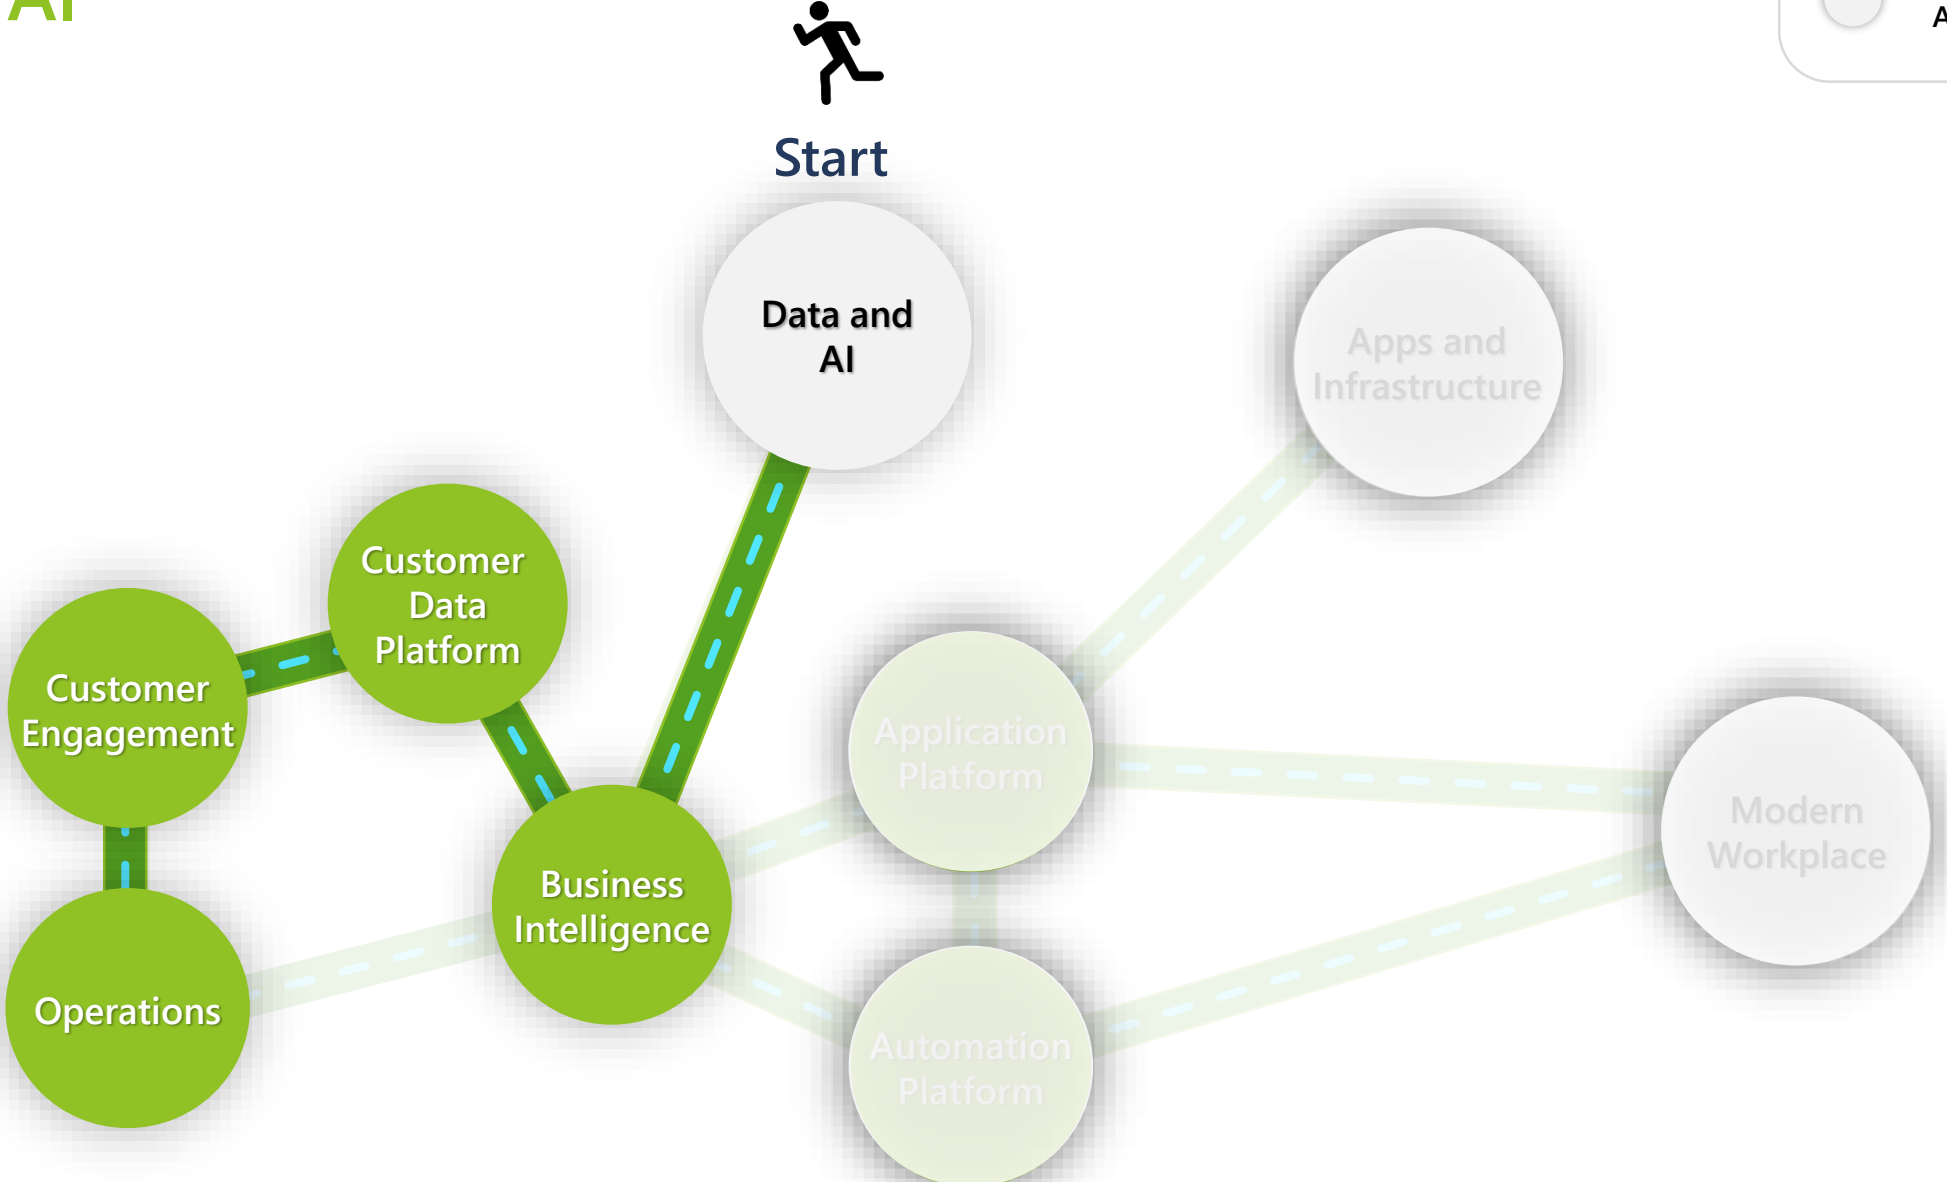 AI
A
Start
Data and
AI
Apps and
Infrastructure
Customer
Data
Platform
Customer
Engagement
Application
Platform
Modern
Workplace
Business
Intelligence
Operations
Automation
Platform